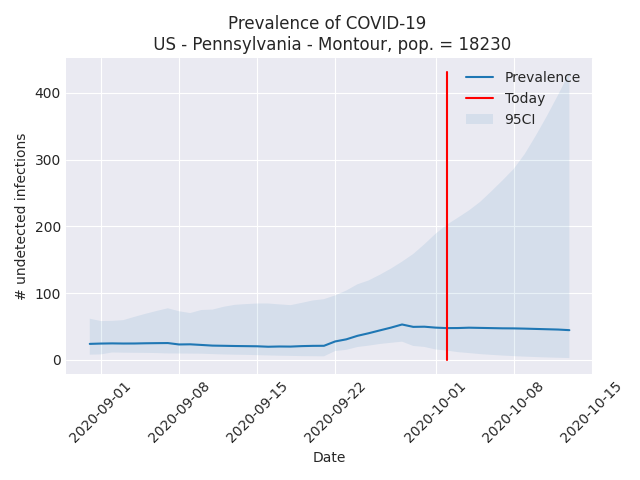 Prevalence of COVID-19
US - Pennsylvania - Montour, pop. = 18230
Prevalence
Today
95CI
400
300
200
100
0
# undetected infections
2020-09-01
2020-09-08
2020-09-15
2020-09-22
2020-10-01
2020-10-08
2020-10-15
Date